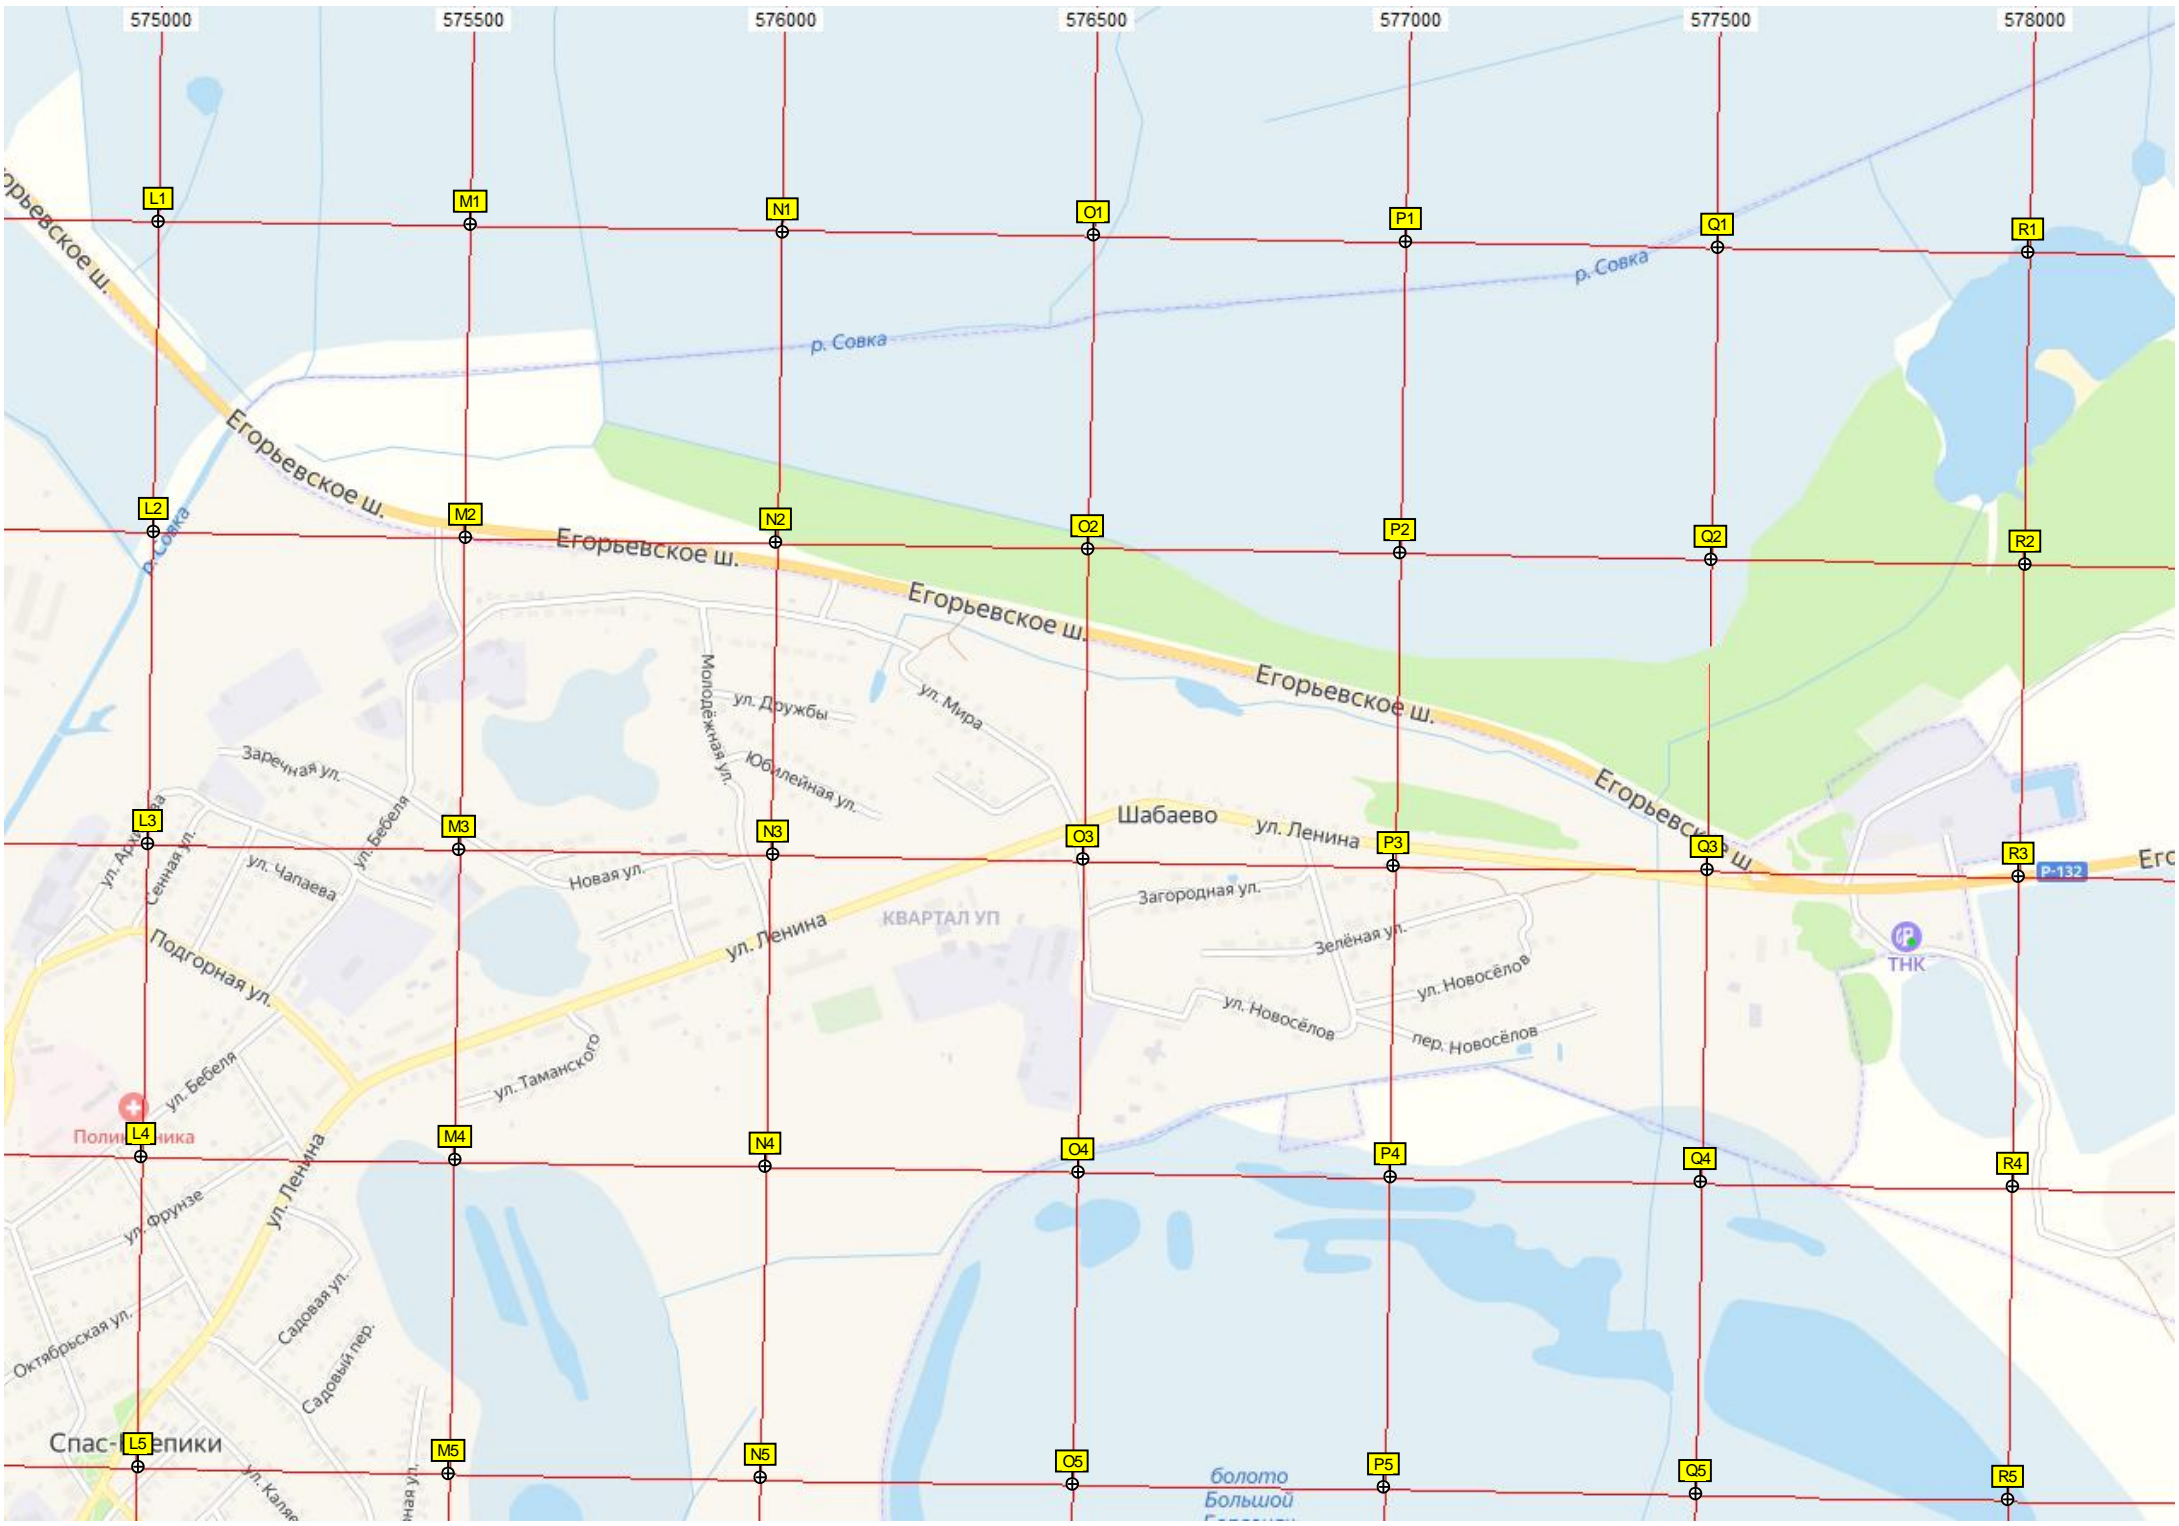 575000 575500 576000 576500 577000 577500 578000
L1 M1 N1 O1 P1 Q1 R1
орьевское ш.
р. Совка
р. Совка
Егорьевское ш.
L2 M2 N2 O2 P2 Q2 R2
р. Совка
Егорьевское ш.
Егорьевское ш.
Егорьевское ш.
Молодёжная ул.
ул. Дружбы
ул. Мира
Юбилейная ул.
Заречная ул.
Егорьевское ш.
ул. Бебеля
Шабаево
ул. Ленина
L3 M3 N3 O3 P3 Q3 R3
Р-132
Сенная ул.
ул. Чапаева
Новая ул.
Загородная ул.
КВАРТАЛ УП
ул. Ленина
Зелёная ул.
Подгорная ул.
ТНК
ул. Новосёлов
ул. Новосёлов
пер. Новосёлов
ул. Бебеля
ул. Таманского
L4 M4 N4 O4 P4 Q4 R4
ул. Ленина
ул. Фрунзе
Садовая ул.
Октябрьская ул.
Садовый пер.
Спас-
епики
L5 M5 N5 O5 P5 Q5 R5
болото
Большой